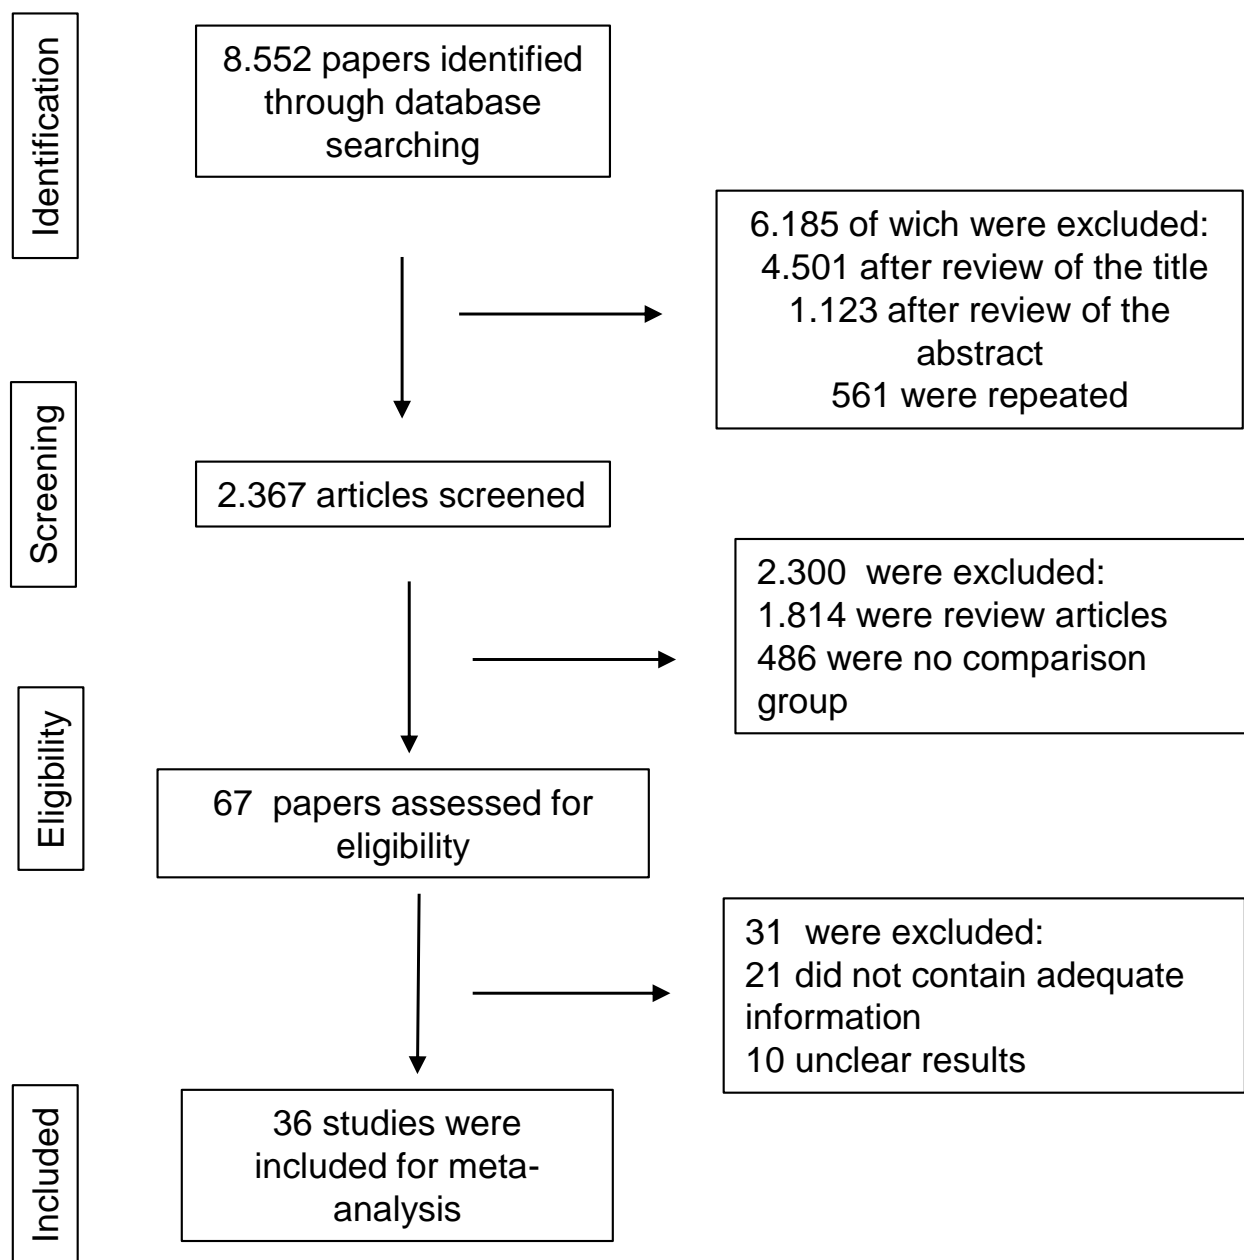 Identification
8.552 papers identified
through database
searching
6.185 of wich were excluded:
4.501 after review of the title
1.123 after review of the
abstract
561 were repeated
Screening
2.367 articles screened
2.300 were excluded:
1.814 were review articles
486 were no comparison
group
Eligibility
67 papers assessed for
eligibility
31 were excluded:
21 did not contain adequate
information
10 unclear results
Included
36 studies were
included for meta-
analysis